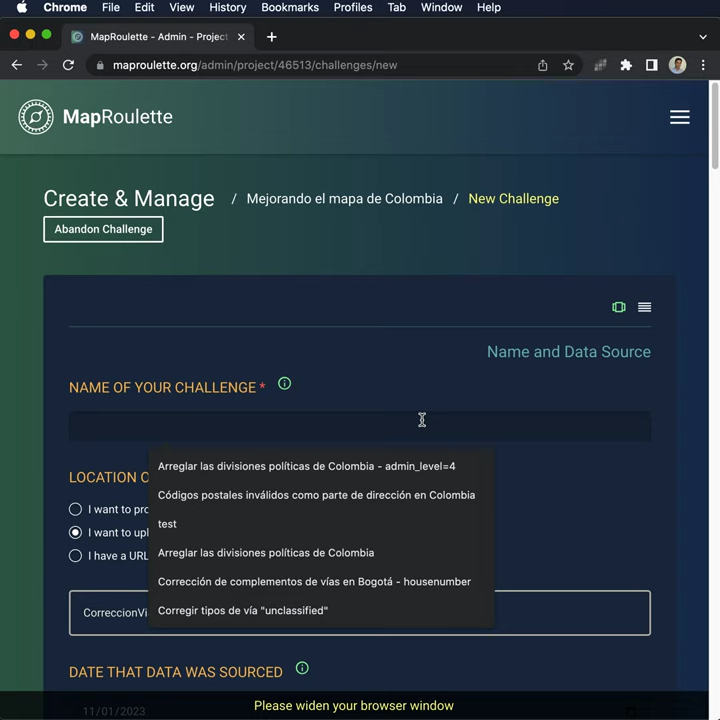 Chrome File Edit View History Bookmarks Profiles Tab Window Help
MapRoulette - Admin - Project
maproulette.org/admin/project/46513/challenges/new
MapRoulette
Create & Manage / Mejorando el mapa de Colombia / New Challenge
Abandon Challenge
Name and Data Source
NAME OF YOUR CHALLENGE *
Arreglar las divisiones políticas de Colombia - admin_level=4
LOCATION O
Códigos postales inválidos como parte de dirección en Colombia
I want to pro
test
I want to upl
Arreglar las divisiones políticas de Colombia
I have a URL
Corrección de complementos de vías en Bogotá - housenumber
Corregir tipos de vía "unclassified"
CorreccionVi
DATE THAT DATA WAS SOURCED
Please widen your browser window
11/01/2023